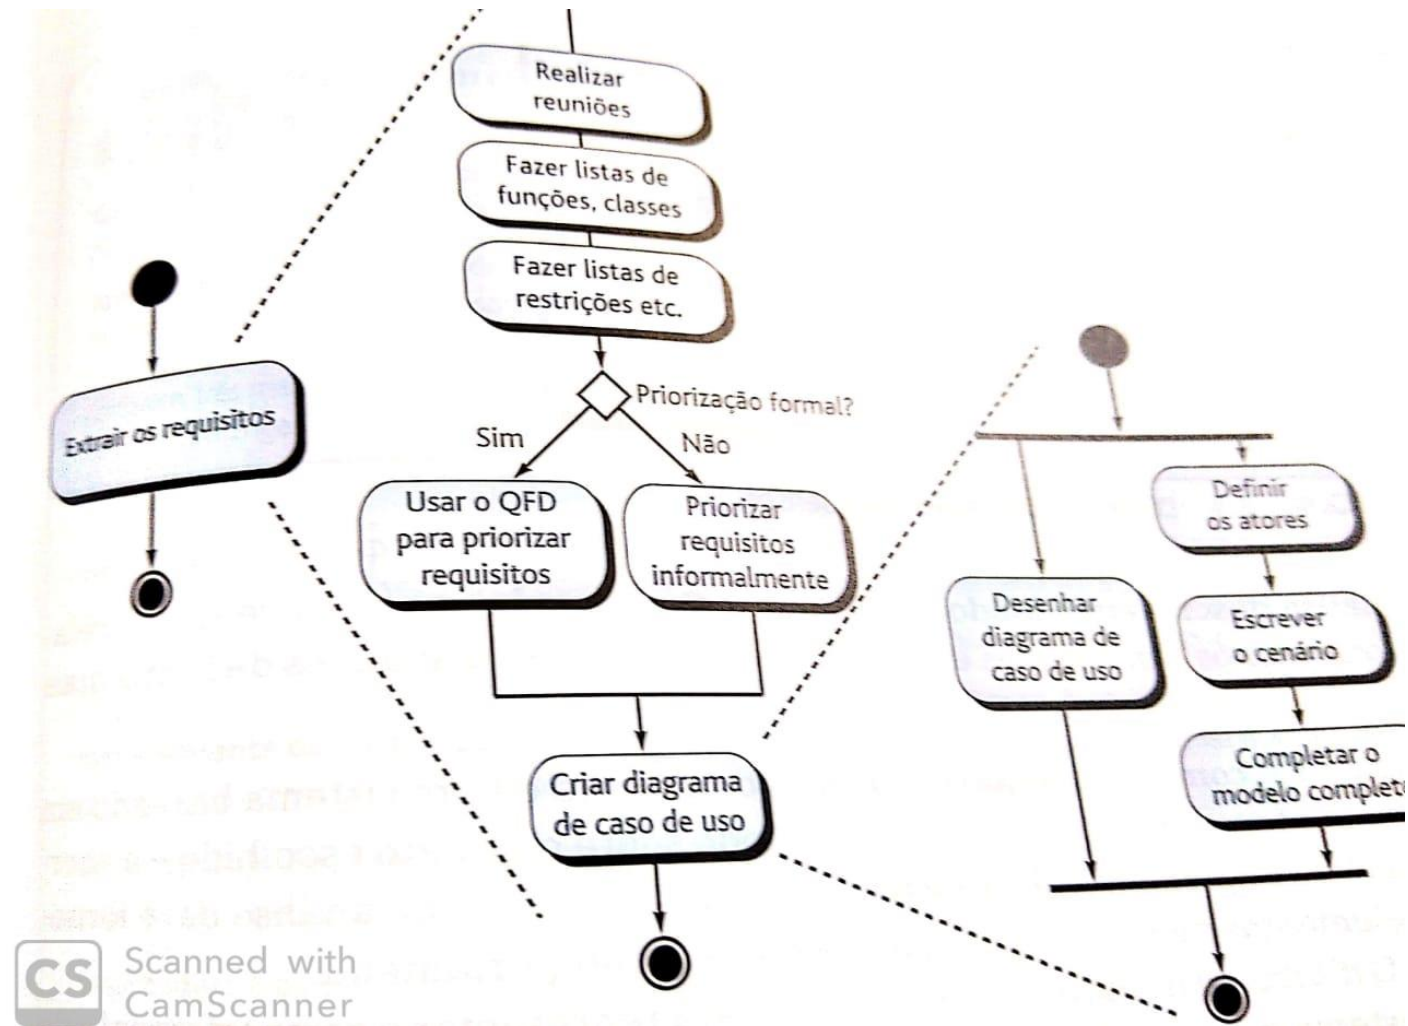 Realizar
reuniões
Fazer listas de
funções, classes
Fazer listas de
restrições etc.
Extrair os requisitos
Priorização formal?
Sim
Não
Usar o QFD
para priorizar
requisitos
Priorizar
requisitos
informalmente
Criar diagrama
de caso de uso
Definir
os atores
Desenhar
diagrama de
caso de uso
Escrever
o cenário
Completar o
modelo completo
CS
Scanned with
CamScanner